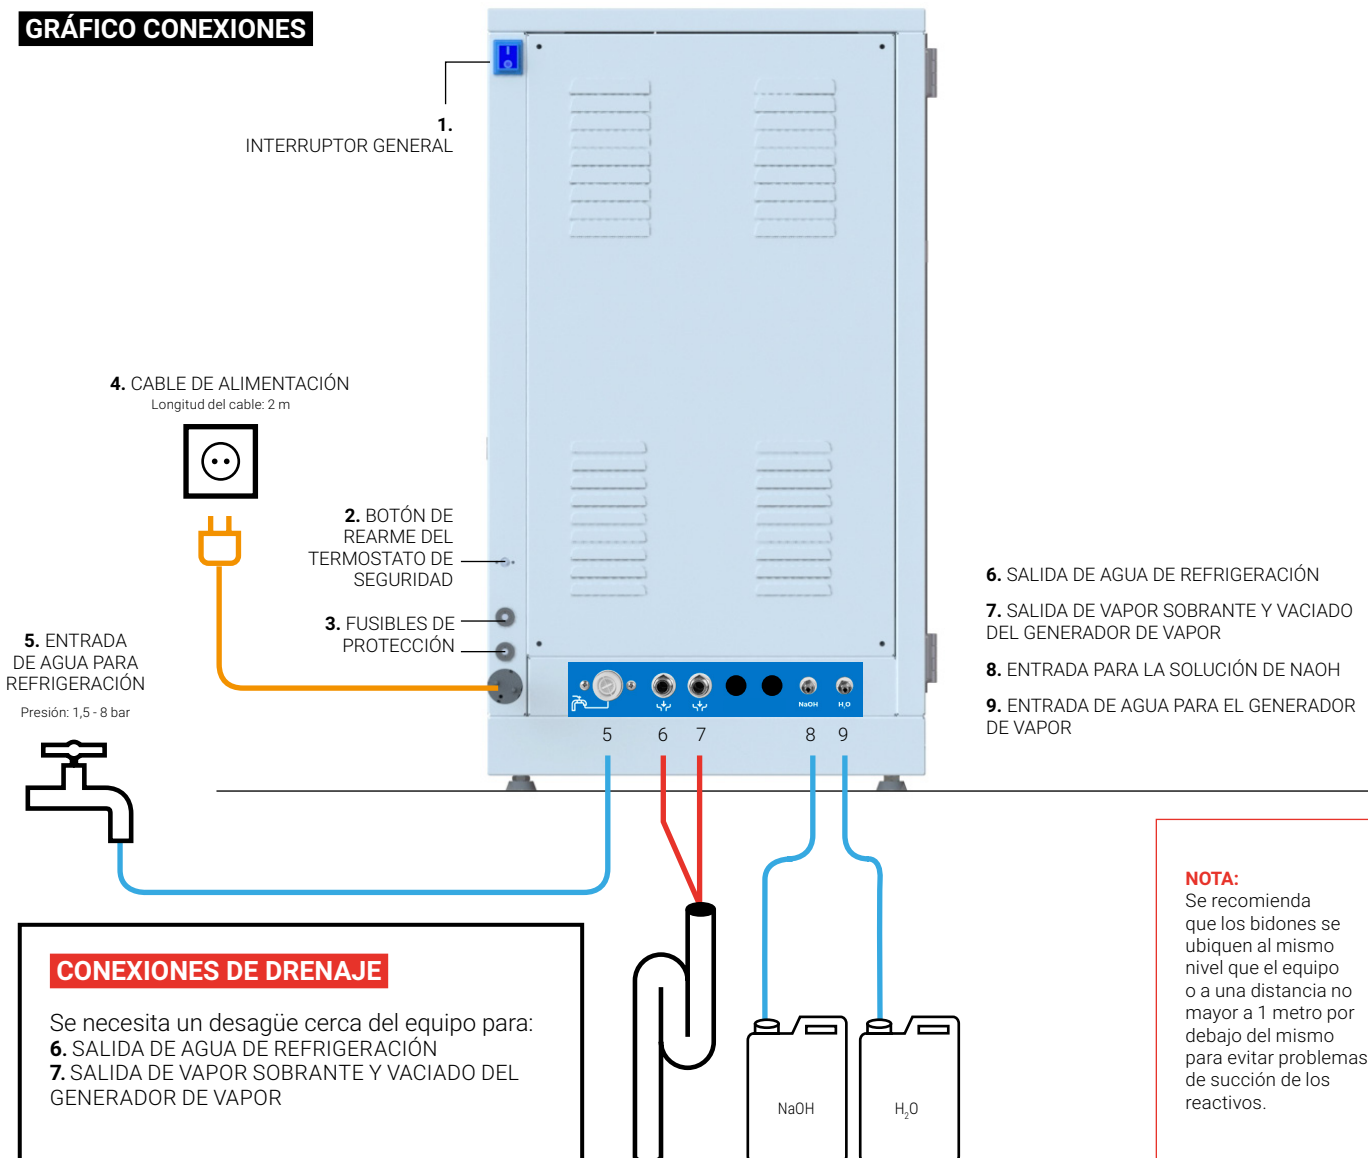 GRÁFICO CONEXIONES
1.
INTERRUPTOR GENERAL
4. CABLE DE ALIMENTACIÓN
Longitud del cable: 2 m
2. BOTÓN DE
REARME DEL
TERMOSTATO DE
SEGURIDAD
3. FUSIBLES DE
PROTECCIÓN
5. ENTRADA
DE AGUA PARA
REFRIGERACIÓN
Presión: 1,5 - 8 bar
NaOH
H₂O
5
6
7
8
9
6. SALIDA DE AGUA DE REFRIGERACIÓN
7. SALIDA DE VAPOR SOBRANTE Y VACIADO
DEL GENERADOR DE VAPOR
8. ENTRADA PARA LA SOLUCIÓN DE NAOH
9. ENTRADA DE AGUA PARA EL GENERADOR
DE VAPOR
CONEXIONES DE DRENAJE
Se necesita un desagüe cerca del equipo para:
6. SALIDA DE AGUA DE REFRIGERACIÓN
7. SALIDA DE VAPOR SOBRANTE Y VACIADO DEL
GENERADOR DE VAPOR
NaOH
H₂O
NOTA:
Se recomienda
que los bidones se
ubiquen al mismo
nivel que el equipo
o a una distancia no
mayor a 1 metro por
debajo del mismo
para evitar problemas
de succión de los
reactivos.